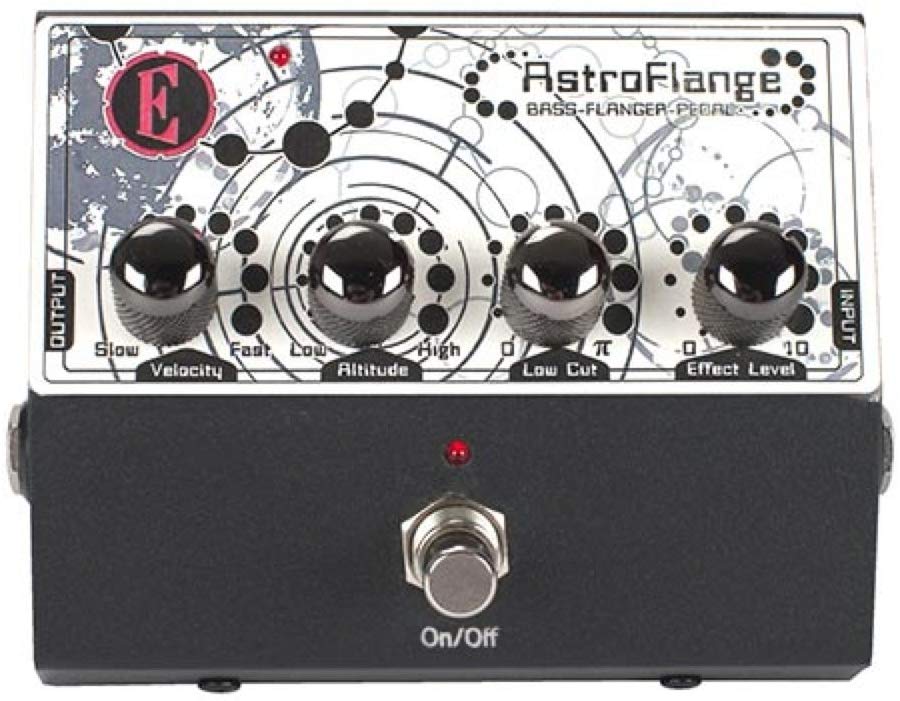 E
AstroFlange
BASS-FLANGER-PEDAL
OUTPUT
INPUT
Slow Fast Low High 0 π 0 10
Velocity Altitude Low Cut Effect Level
On/Off